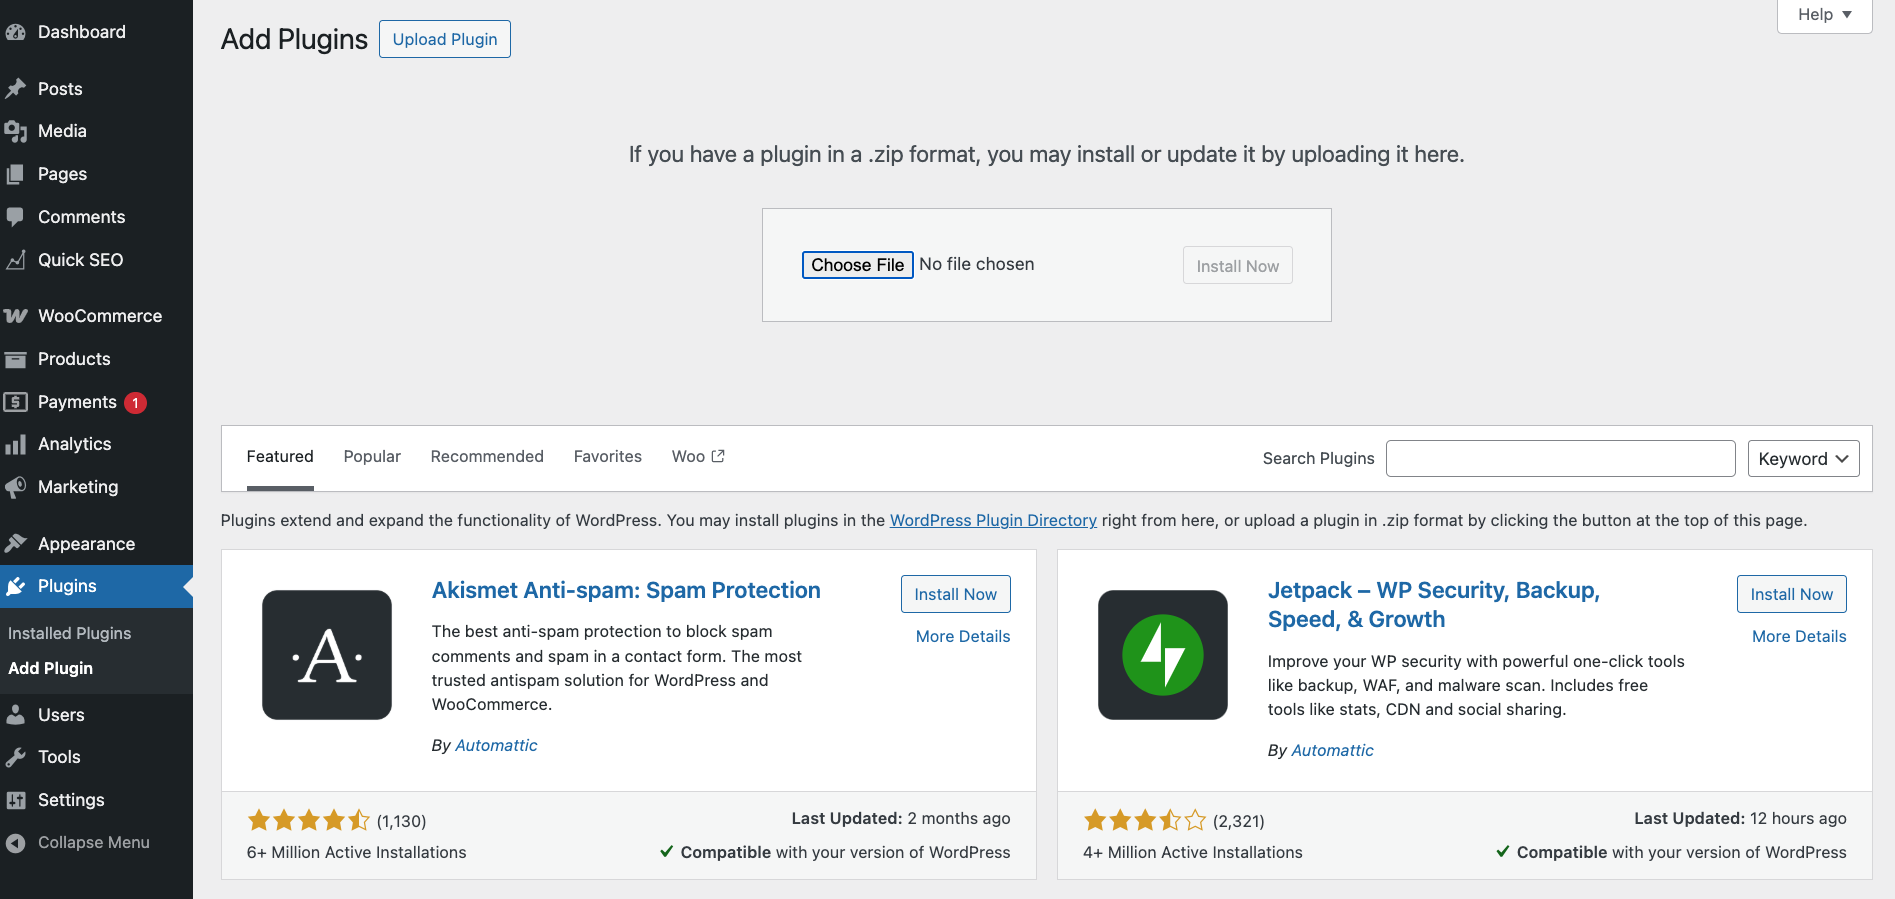 Dashboard
Posts
Media
Pages
Comments
Quick SEO
WooCommerce
Products
Payments 1
Analytics
Marketing
Appearance
Plugins
Installed Plugins
Add Plugin
Users
Tools
Settings
Collapse Menu
Add Plugins Upload Plugin
Help
If you have a plugin in a .zip format, you may install or update it by uploading it here.
Choose File No file chosen Install Now
Featured Popular Recommended Favorites Woo Search Plugins Keyword
Plugins extend and expand the functionality of WordPress. You may install plugins in the WordPress Plugin Directory right from here, or upload a plugin in .zip format by clicking the button at the top of this page.
·A·
Akismet Anti-spam: Spam Protection
Install Now
More Details
The best anti-spam protection to block spam
comments and spam in a contact form. The most
trusted antispam solution for WordPress and
WooCommerce.
By Automattic
(1,130)
6+ Million Active Installations
Last Updated: 2 months ago
Compatible with your version of WordPress
Jetpack – WP Security, Backup,
Speed, & Growth
Install Now
More Details
Improve your WP security with powerful one-click tools
like backup, WAF, and malware scan. Includes free
tools like stats, CDN and social sharing.
By Automattic
(2,321)
4+ Million Active Installations
Last Updated: 12 hours ago
Compatible with your version of WordPress